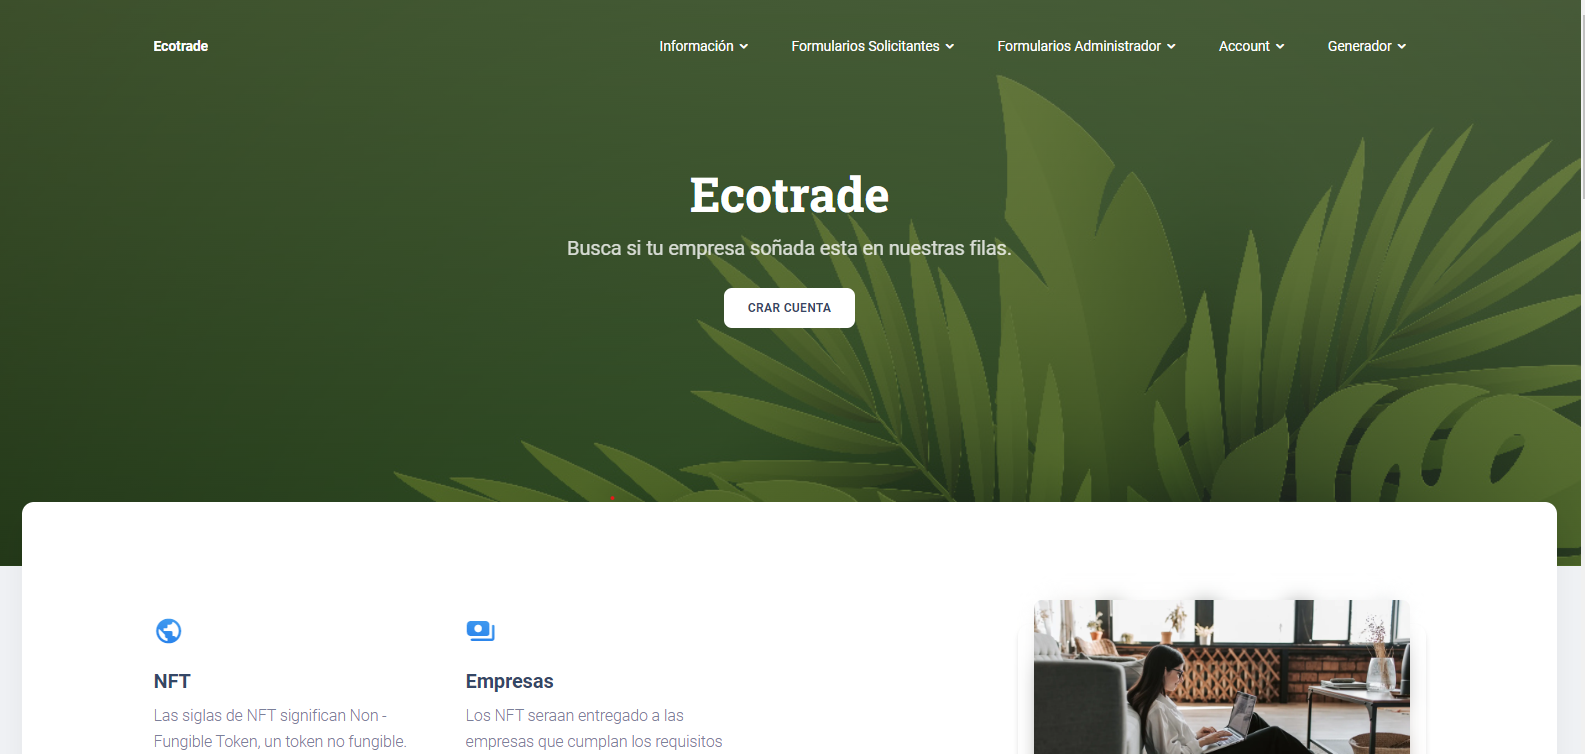 Ecotrade
Información
Formularios Solicitantes
Formularios Administrador
Account
Generador
Ecotrade
Busca si tu empresa soñada esta en nuestras filas.
CRAR CUENTA
NFT
Las siglas de NFT significan Non -
Fungible Token, un token no fungible.
Empresas
Los NFT seraan entregado a las
empresas que cumplan los requisitos